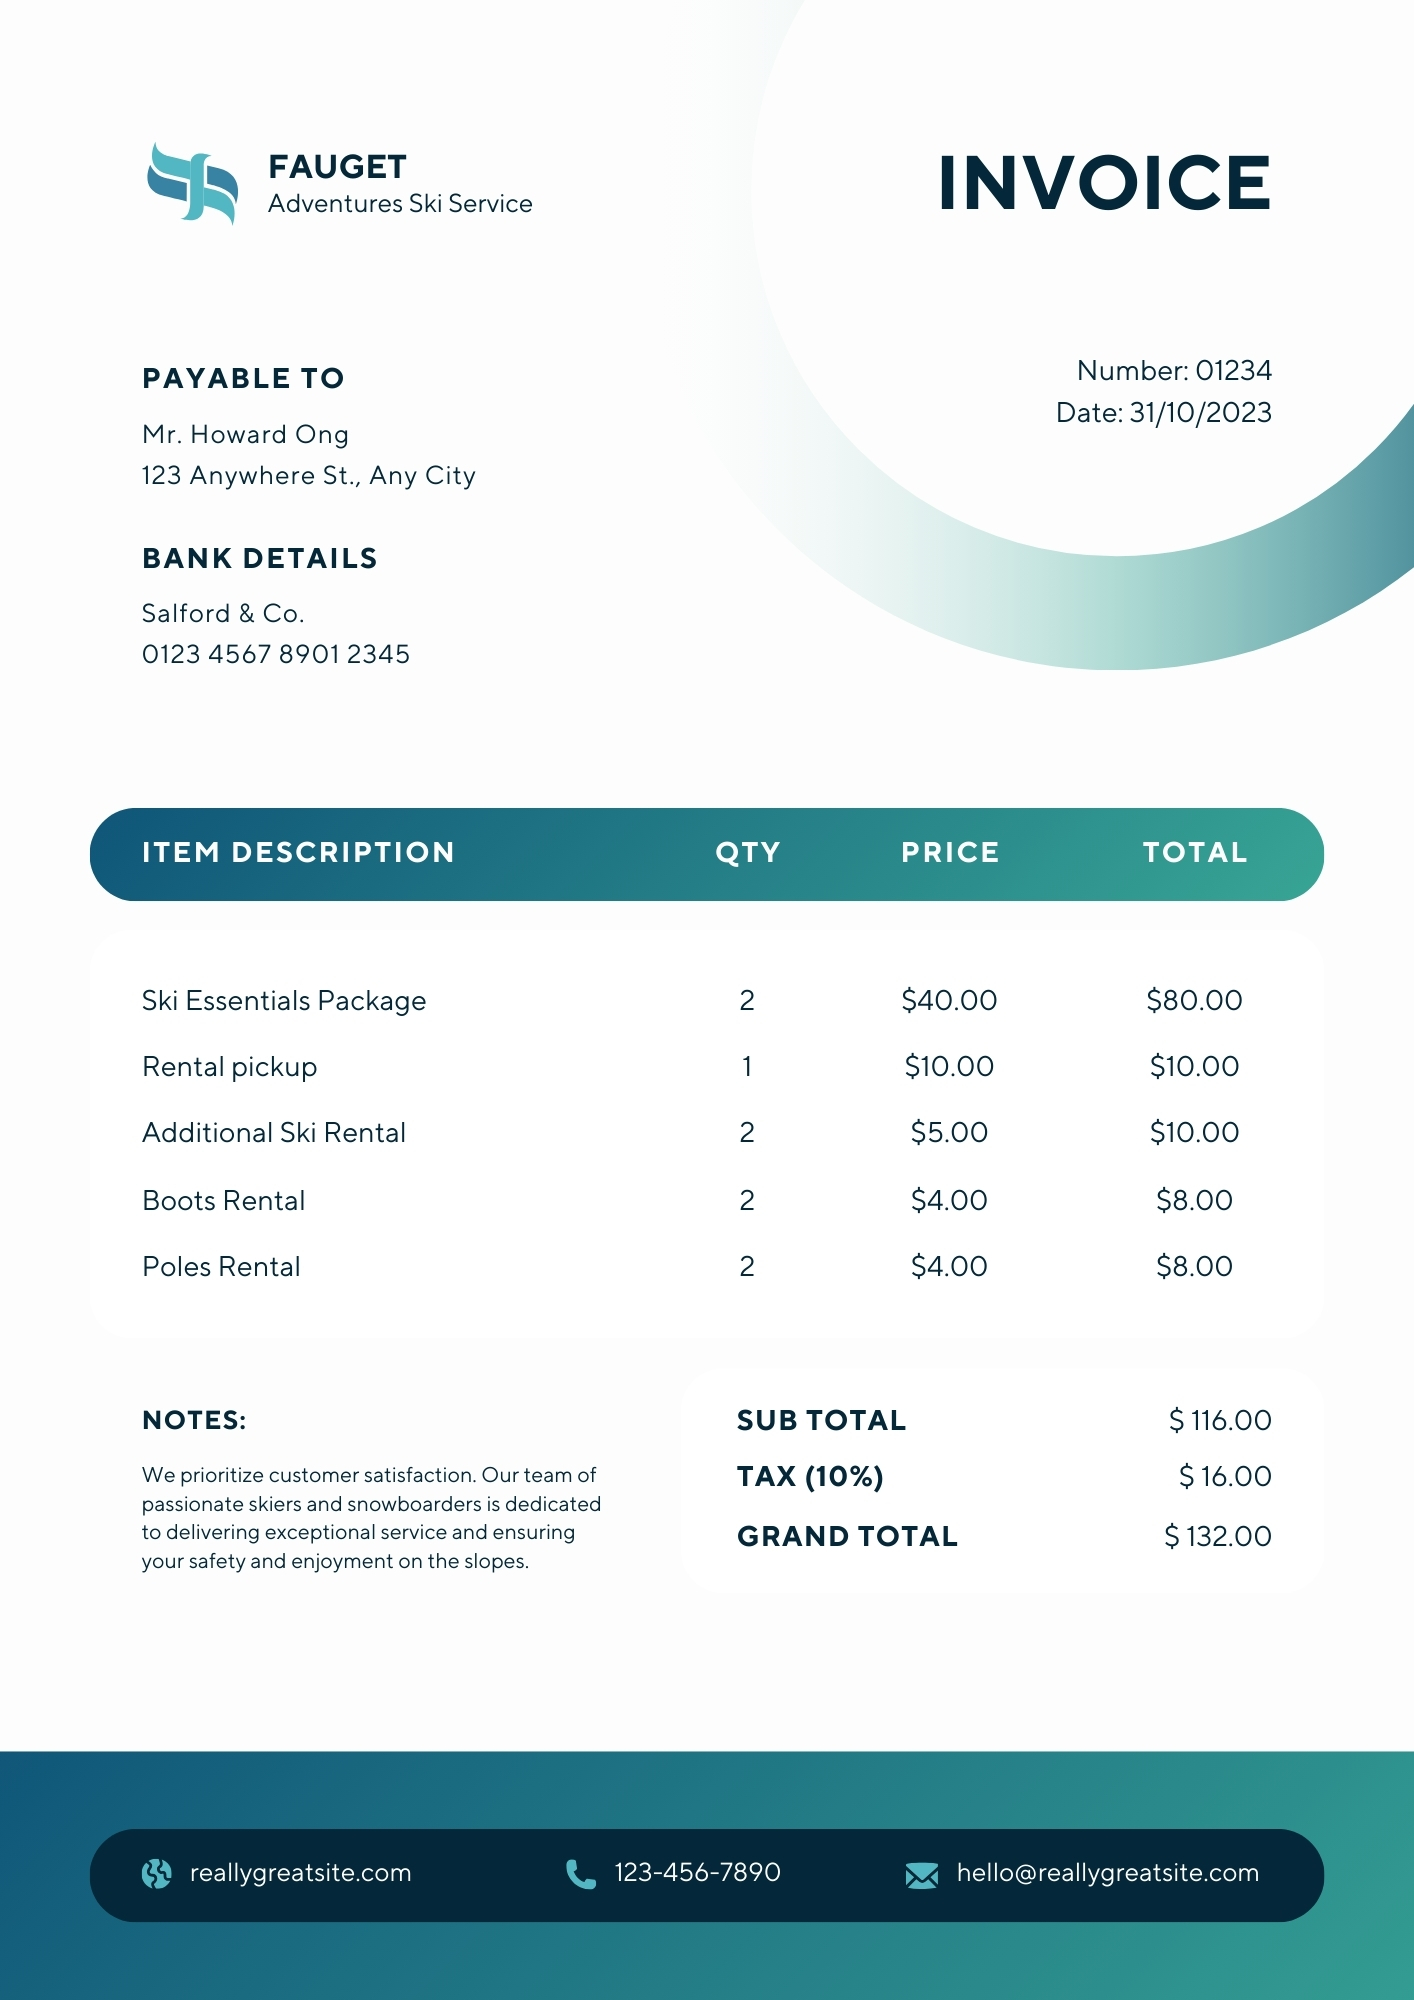 FAUGET
Adventures Ski Service
INVOICE
PAYABLE TO
Mr. Howard Ong
123 Anywhere St., Any City
Number: 01234
Date: 31/10/2023
BANK DETAILS
Salford & Co.
0123 4567 8901 2345
ITEM DESCRIPTION QTY PRICE TOTAL
Ski Essentials Package 2 $40.00 $80.00
Rental pickup 1 $10.00 $10.00
Additional Ski Rental 2 $5.00 $10.00
Boots Rental 2 $4.00 $8.00
Poles Rental 2 $4.00 $8.00
NOTES:
We prioritize customer satisfaction. Our team of
passionate skiers and snowboarders is dedicated
to delivering exceptional service and ensuring
your safety and enjoyment on the slopes.
SUB TOTAL $ 116.00
TAX (10%) $ 16.00
GRAND TOTAL $ 132.00
reallygreatsite.com 123-456-7890 hello@reallygreatsite.com